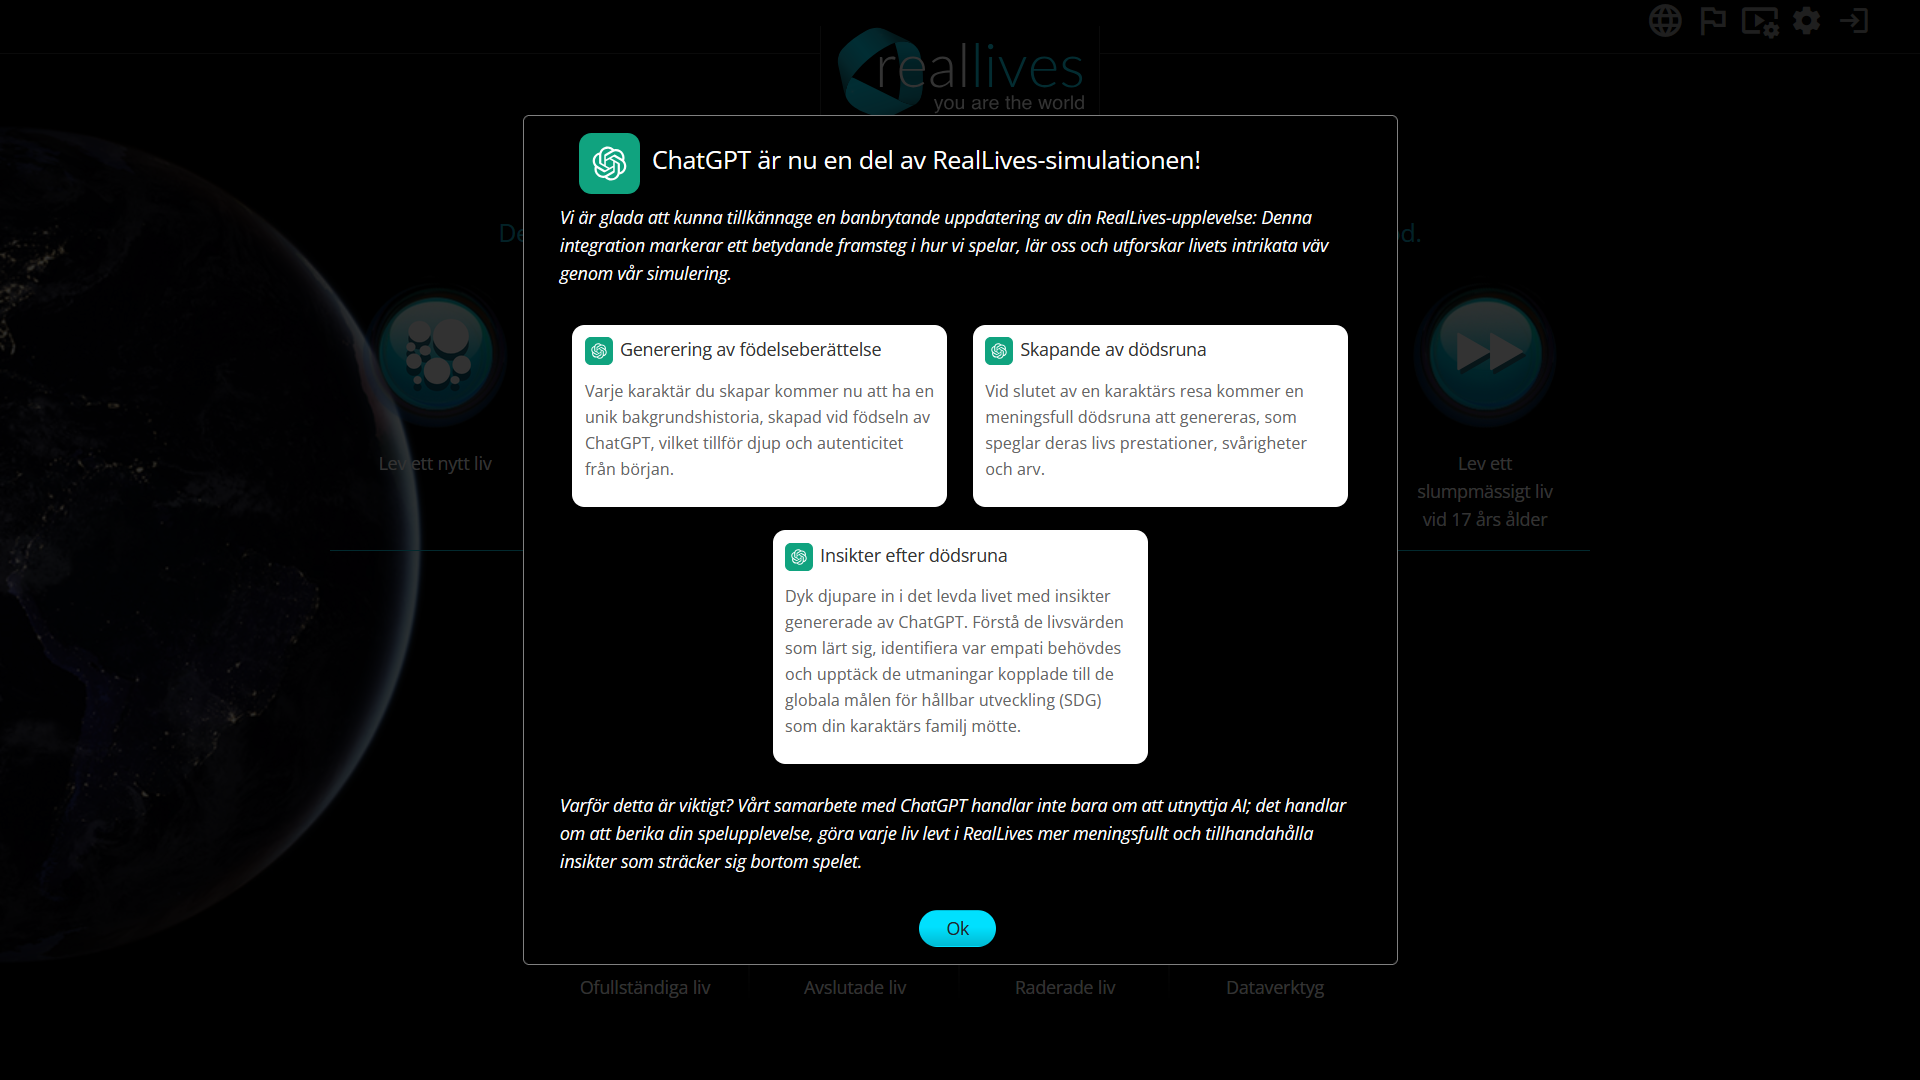 reallives
you are the world
ChatGPT är nu en del av RealLives-simulationen!
Vi är glada att kunna tillkännage en banbrytande uppdatering av din RealLives-upplevelse: Denna
integration markerar ett betydande framsteg i hur vi spelar, lär oss och utforskar livets intrikata väv
genom vår simulering.
Generering av födelseberättelse
Varje karaktär du skapar kommer nu att ha en
unik bakgrundshistoria, skapad vid födseln av
ChatGPT, vilket tillför djup och autenticitet
från början.
Skapande av dödsruna
Vid slutet av en karaktärs resa kommer en
meningsfull dödsruna att genereras, som
speglar deras livs prestationer, svårigheter
och arv.
Lev ett nytt liv
Lev ett
slumpmässigt liv
vid 17 års ålder
Insikter efter dödsruna
Dyk djupare in i det levda livet med insikter
genererade av ChatGPT. Förstå de livsvärden
som lärt sig, identifiera var empati behövdes
och upptäck de utmaningar kopplade till de
globala målen för hållbar utveckling (SDG)
som din karaktärs familj mötte.
Varför detta är viktigt? Vårt samarbete med ChatGPT handlar inte bara om att utnyttja AI; det handlar
om att berika din spelupplevelse, göra varje liv levt i RealLives mer meningsfullt och tillhandahålla
insikter som sträcker sig bortom spelet.
Ok
Ofullständiga liv
Avslutade liv
Raderade liv
Dataverktyg